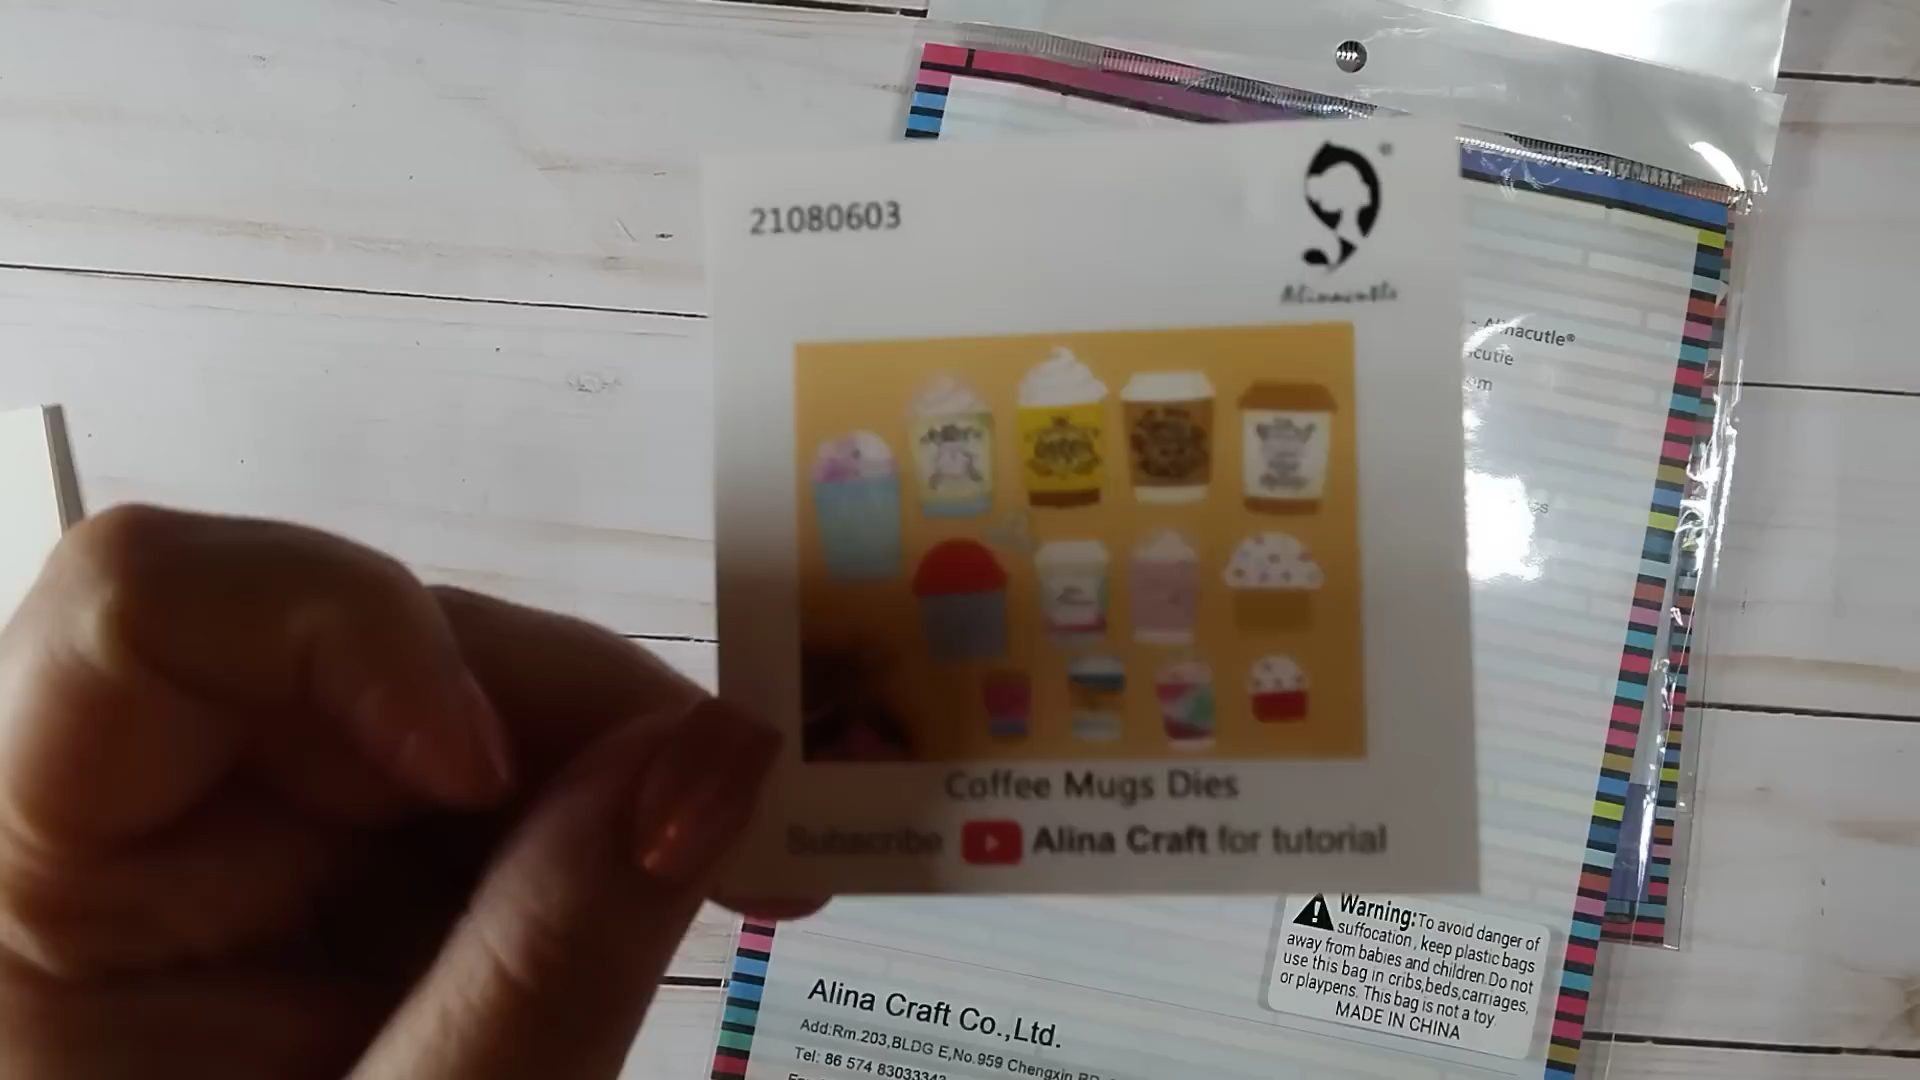 21080603
®
Alinacutle
Coffee Mugs Dies
Subscribe Alina Craft for tutorial
- Alinacutle®
cutie
om
cs
Warning: To avoid danger of
suffocation, keep plastic bags
away from babies and children.Do not
use this bag in cribs,beds,carriages,
or playpens. This bag is not a toy.
MADE IN CHINA
Alina Craft Co.,Ltd.
Add:Rm.203,BLDG E,No.959 Chengxin
Tel: 86 574